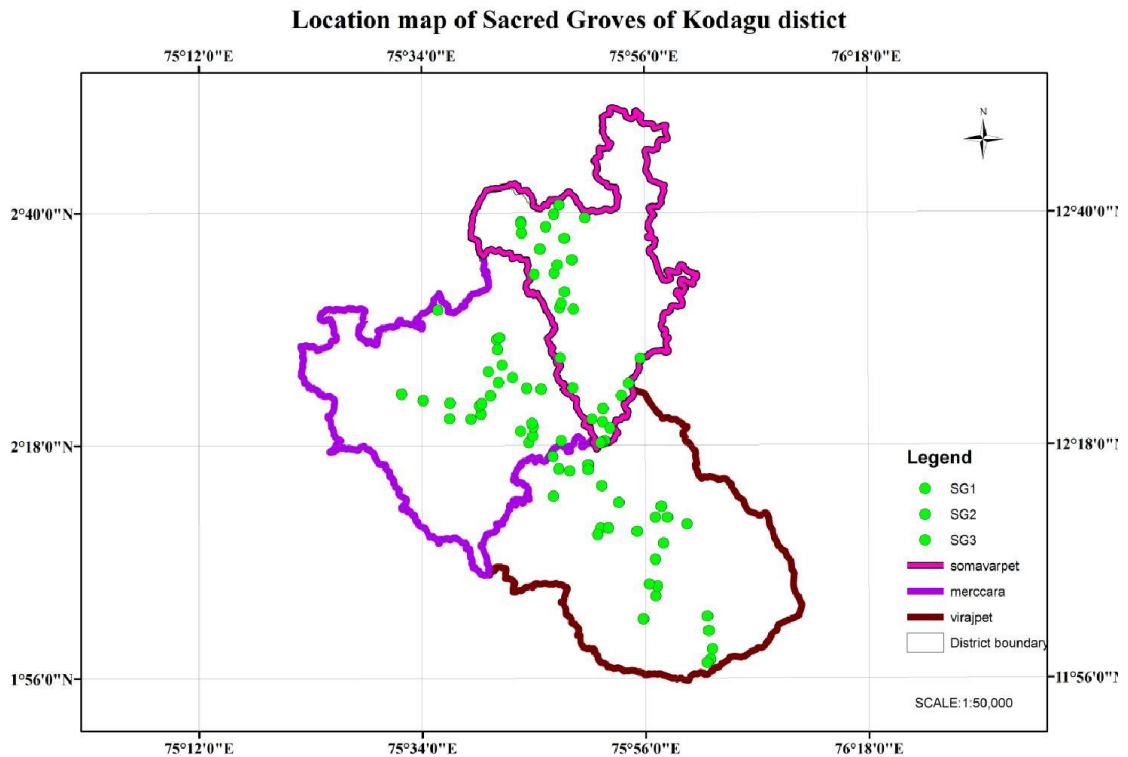 Location map of Sacred Groves of Kodagu distict
75°12'0"E 75°34'0"E 75°56'0"E 76°18'0"E
N
2°40'0"N 12°40'0"N
2°18'0"N 12°18'0"N
Legend
SG1
SG2
SG3
somavarpet
merccara
virajpet
District boundary
1°56'0"N 11°56'0"N
SCALE:1:50,000
75°12'0"E 75°34'0"E 75°56'0"E 76°18'0"E